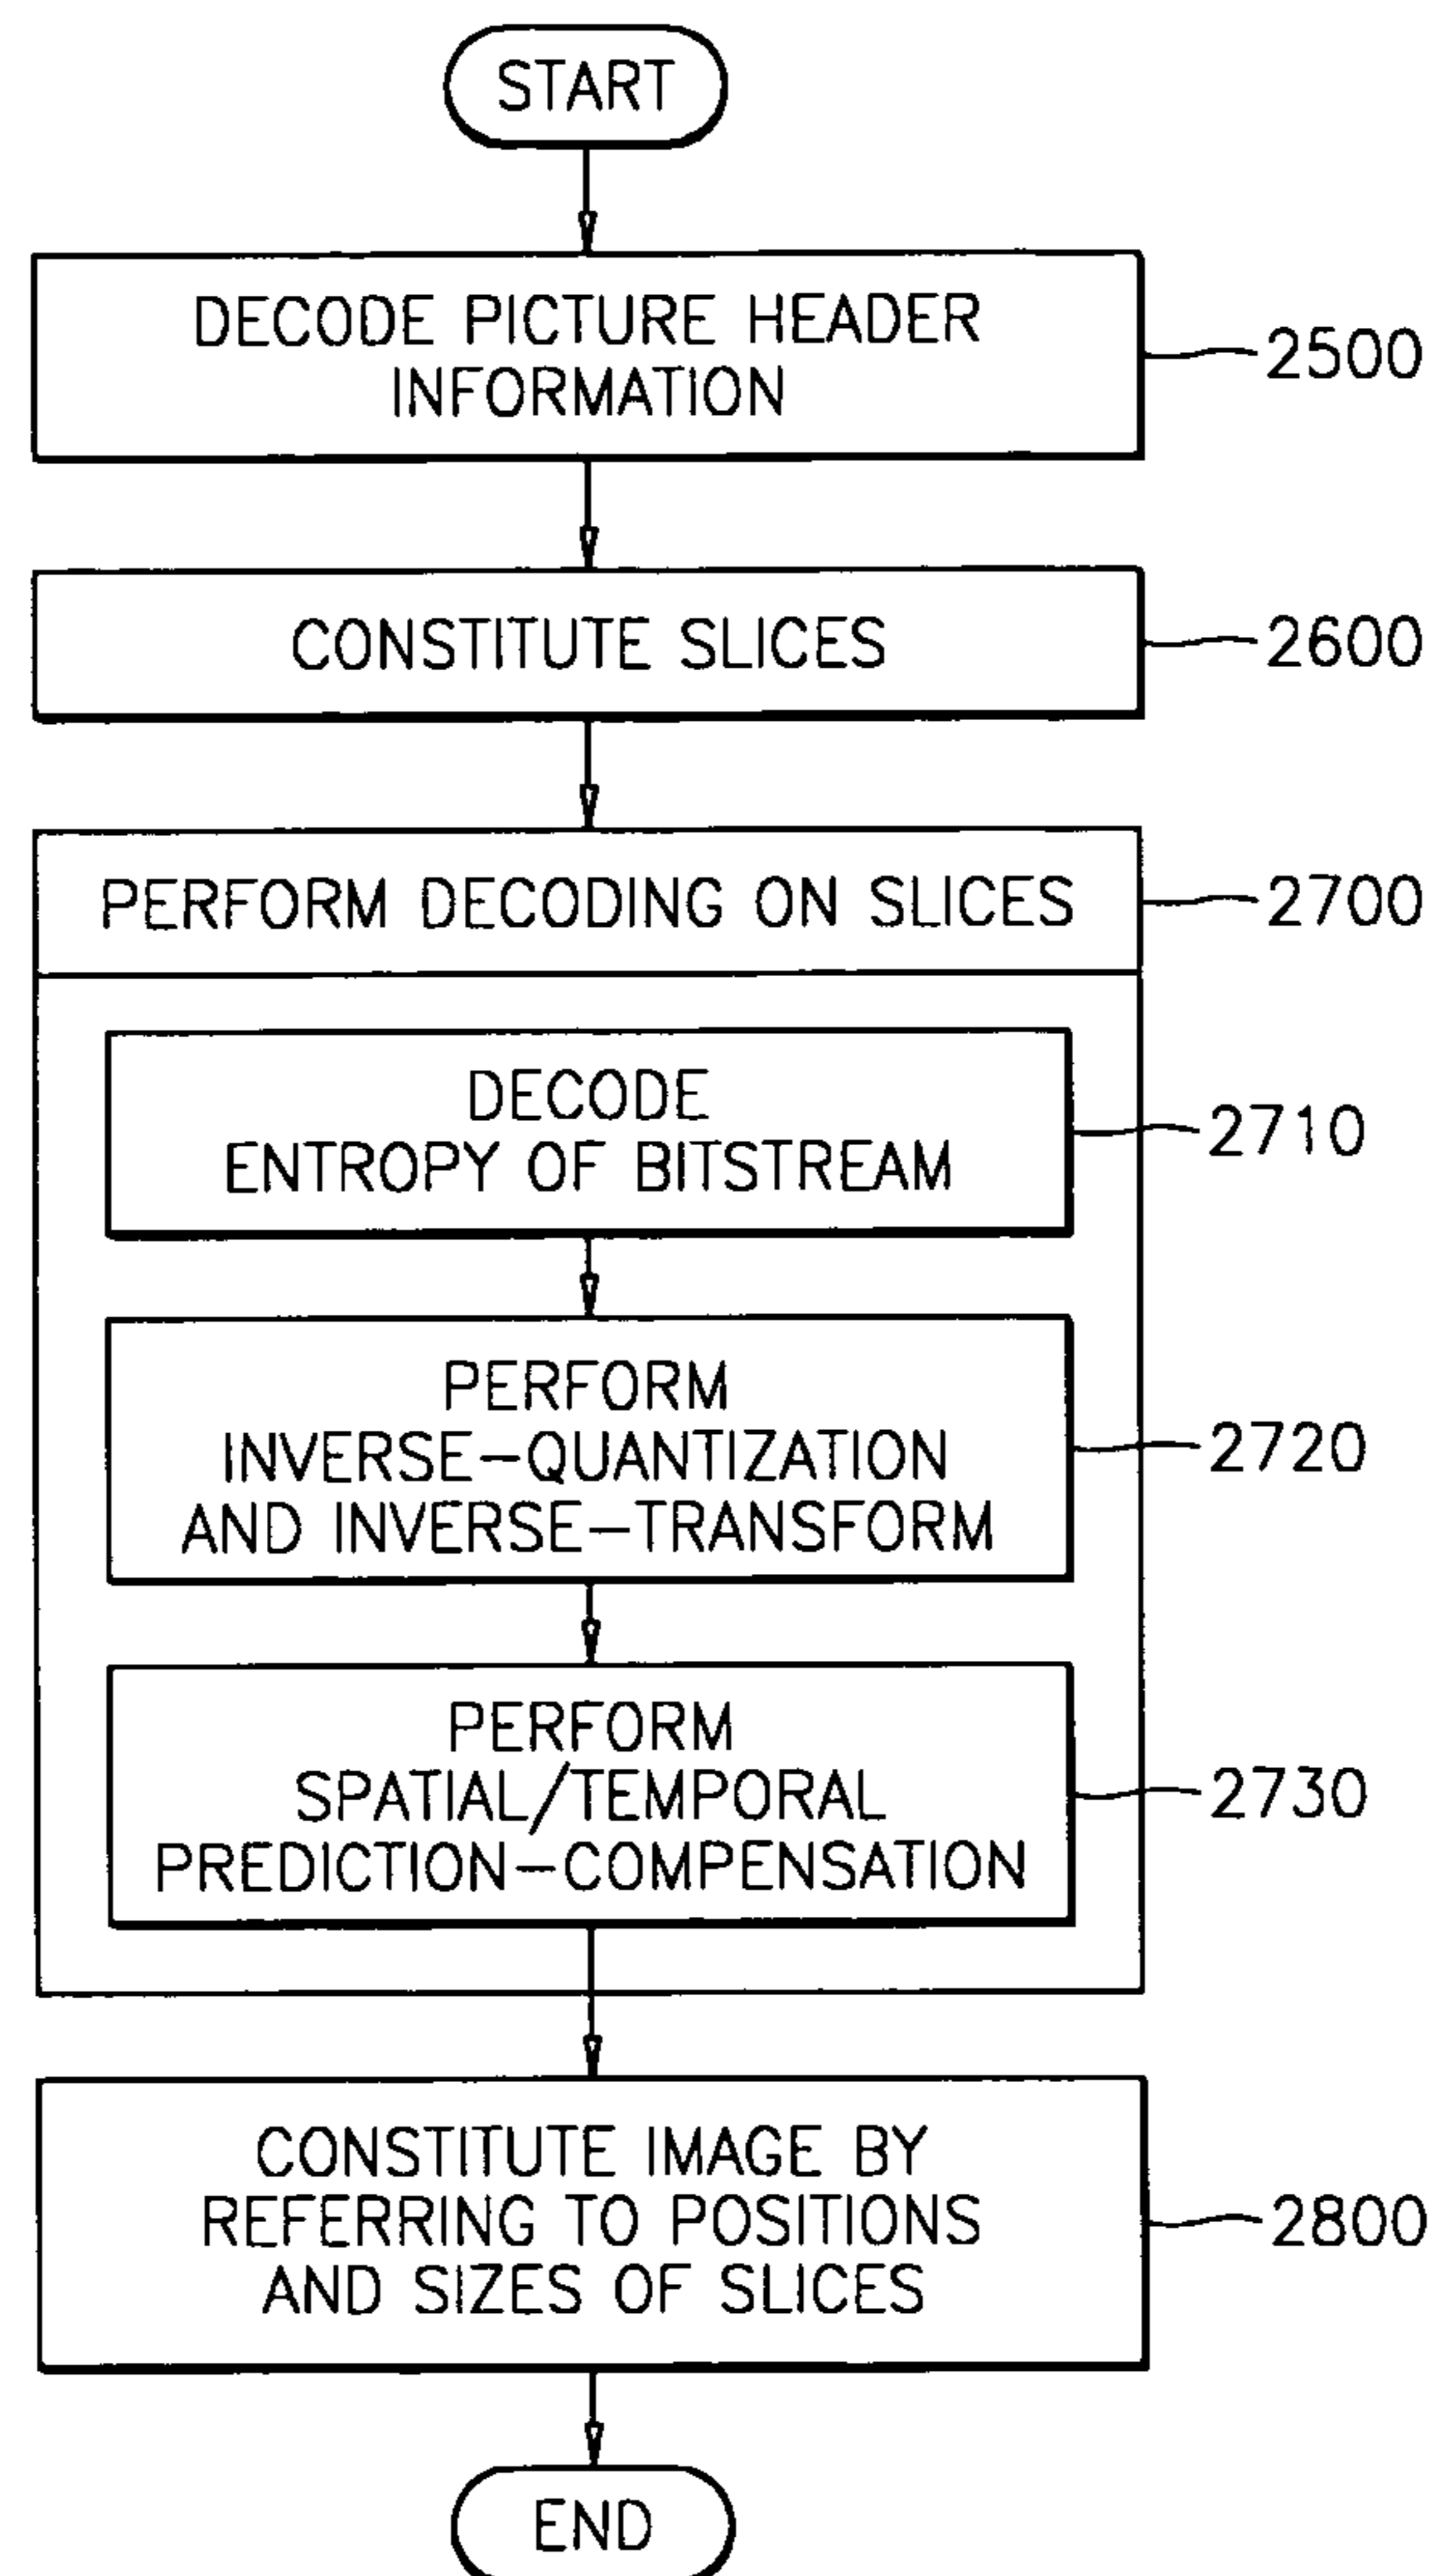 START
DECODE PICTURE HEADER
INFORMATION
2500
CONSTITUTE SLICES
2600
PERFORM DECODING ON SLICES
2700
DECODE
ENTROPY OF BITSTREAM
2710
PERFORM
INVERSE-QUANTIZATION
AND INVERSE-TRANSFORM
2720
PERFORM
SPATIAL/TEMPORAL
PREDICTION-COMPENSATION
2730
CONSTITUTE IMAGE BY
REFERRING TO POSITIONS
AND SIZES OF SLICES
2800
END